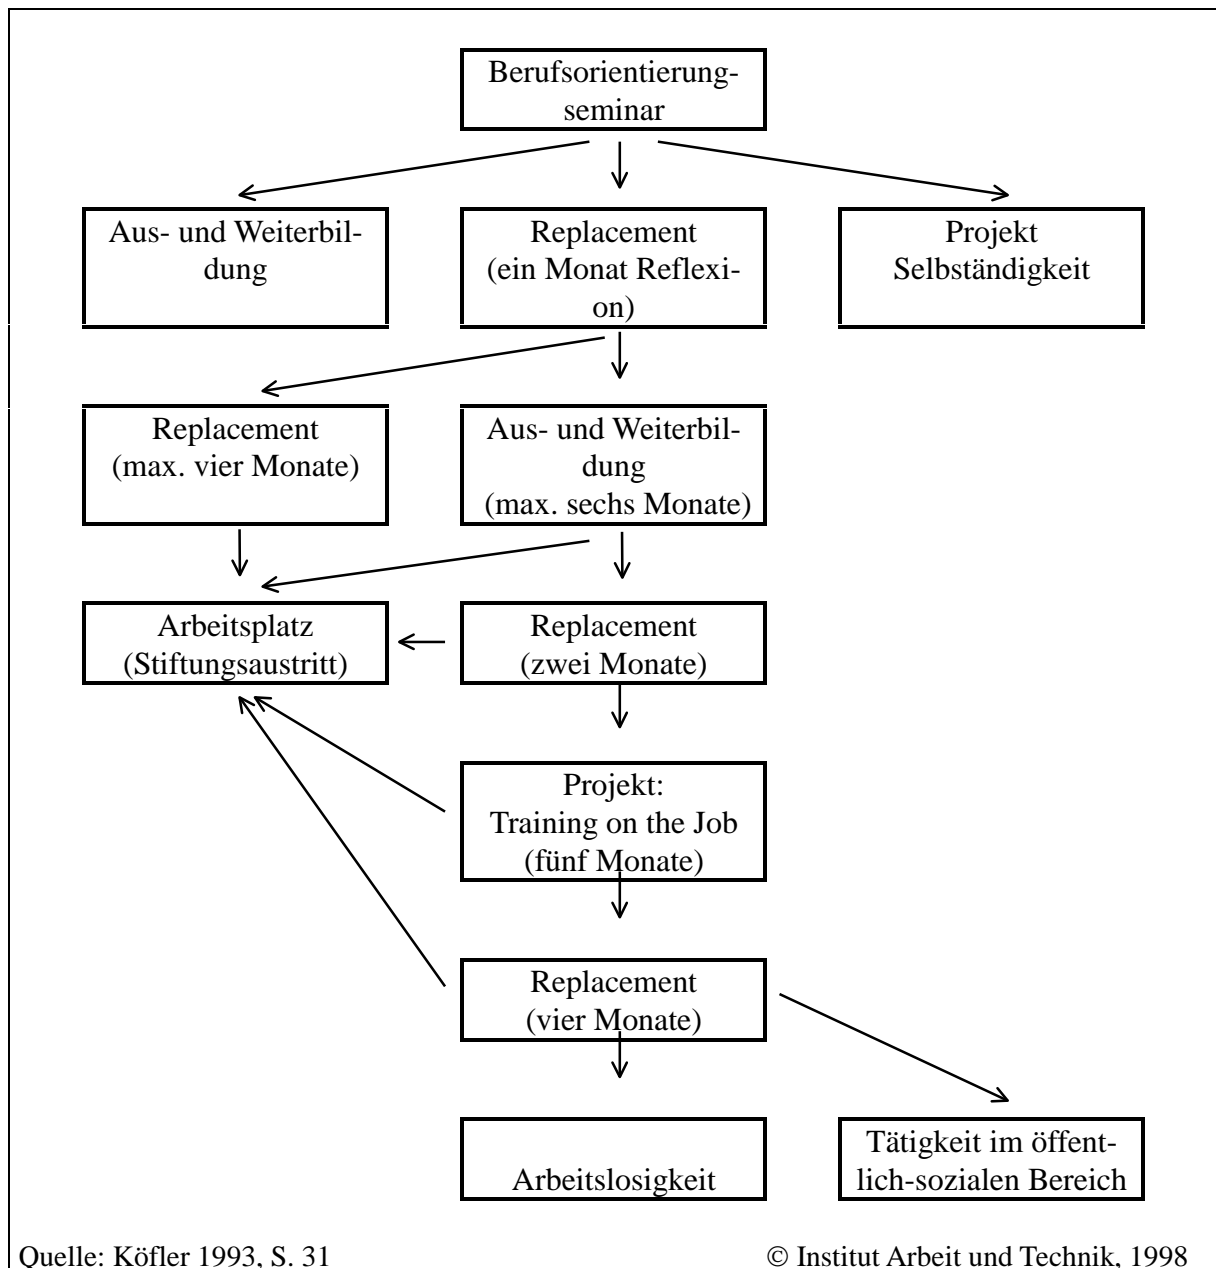 Berufsorientierung-
seminar
Aus- und Weiterbil-
dung
Replacement
(ein Monat Reflexi-
on)
Projekt
Selbständigkeit
Replacement
(max. vier Monate)
Aus- und Weiterbil-
dung
(max. sechs Monate)
Arbeitsplatz
(Stiftungsaustritt)
Replacement
(zwei Monate)
Projekt:
Training on the Job
(fünf Monate)
Replacement
(vier Monate)
Arbeitslosigkeit
Tätigkeit im öffent-
lich-sozialen Bereich
Quelle: Köfler 1993, S. 31
© Institut Arbeit und Technik, 1998